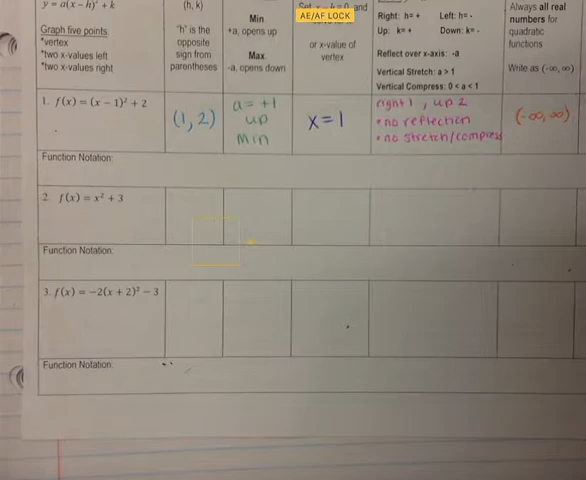 y = a(x − h)² + k
(h, k)
Graph five points:
*vertex
*two x-values left
*two x-values right
"h" is the
opposite
sign from
parentheses
Min
+a, opens up
Max.
-a, opens down
AE/AF LOCK
or x-value of
vertex
Right: h= + Left: h= -
Up: k= + Down: k= -
Reflect over x-axis: -a
Vertical Stretch: a > 1
Vertical Compress: 0 < a < 1
Always all real
numbers for
quadratic
functions
Write as (-∞, ∞)
1. f(x) = (x − 1)² + 2
(1, 2)
a = +1
up
min
x = 1
right 1, up 2
• no reflection
• no stretch/compress
(-∞, ∞)
Function Notation:
2. f(x) = x² + 3
Function Notation:
3. f(x) = −2(x + 2)² − 3
Function Notation: